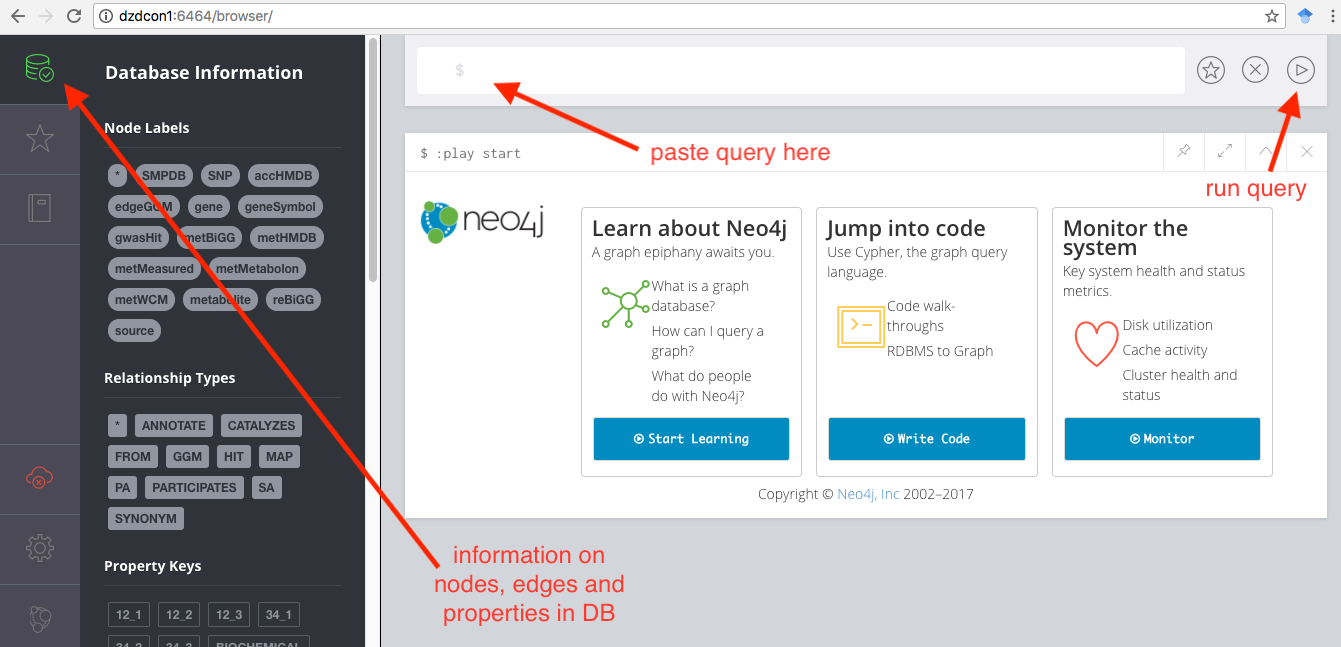 dzdcon1:6464/browser/
Database Information
Node Labels
* SMPDB SNP accHMDB
edgeGGM gene geneSymbol
gwasHit metBiGG metHMDB
metMeasured metMetabolon
metWCM metabolite reBiGG
source
Relationship Types
* ANNOTATE CATALYZES
FROM GGM HIT MAP
PA PARTICIPATES SA
SYNONYM
Property Keys
12_1 12_2 12_3 34_1
34_2 34_3 BIOCHEMICAL
$
paste query here
run query
$ :play start
neo4j
Learn about Neo4j
A graph epiphany awaits you.
What is a graph
database?
How can I query a
graph?
What do people
do with Neo4j?
Start Learning
Jump into code
Use Cypher, the graph query
language.
Code walk-
throughs
RDBMS to Graph
Write Code
Monitor the
system
Key system health and status
metrics.
Disk utilization
Cache activity
Cluster health and
status
Monitor
Copyright © Neo4j, Inc 2002–2017
information on
nodes, edges and
properties in DB